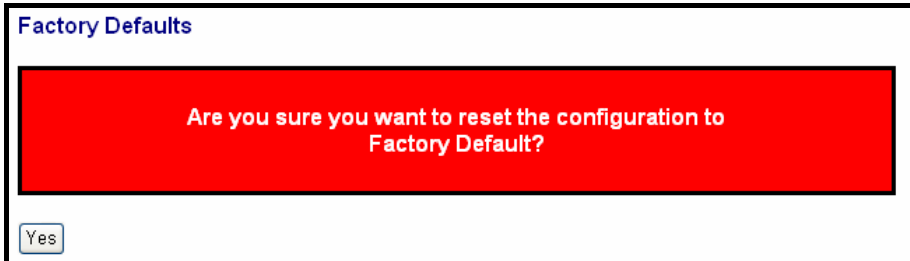 Factory Defaults
Are you sure you want to reset the configuration to
Factory Default?
Yes